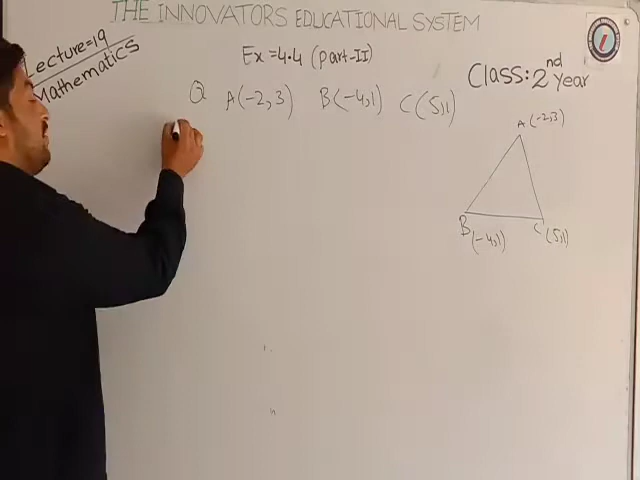 THE INNOVATORS EDUCATIONAL SYSTEM
Lecture=19
Mathematics
Ex=4.4 (part-II)
Class: 2nd year
Q A(-2,3) B(-4,1) C(5,1)
A(-2,3)
B(-4,1)
C(5,1)